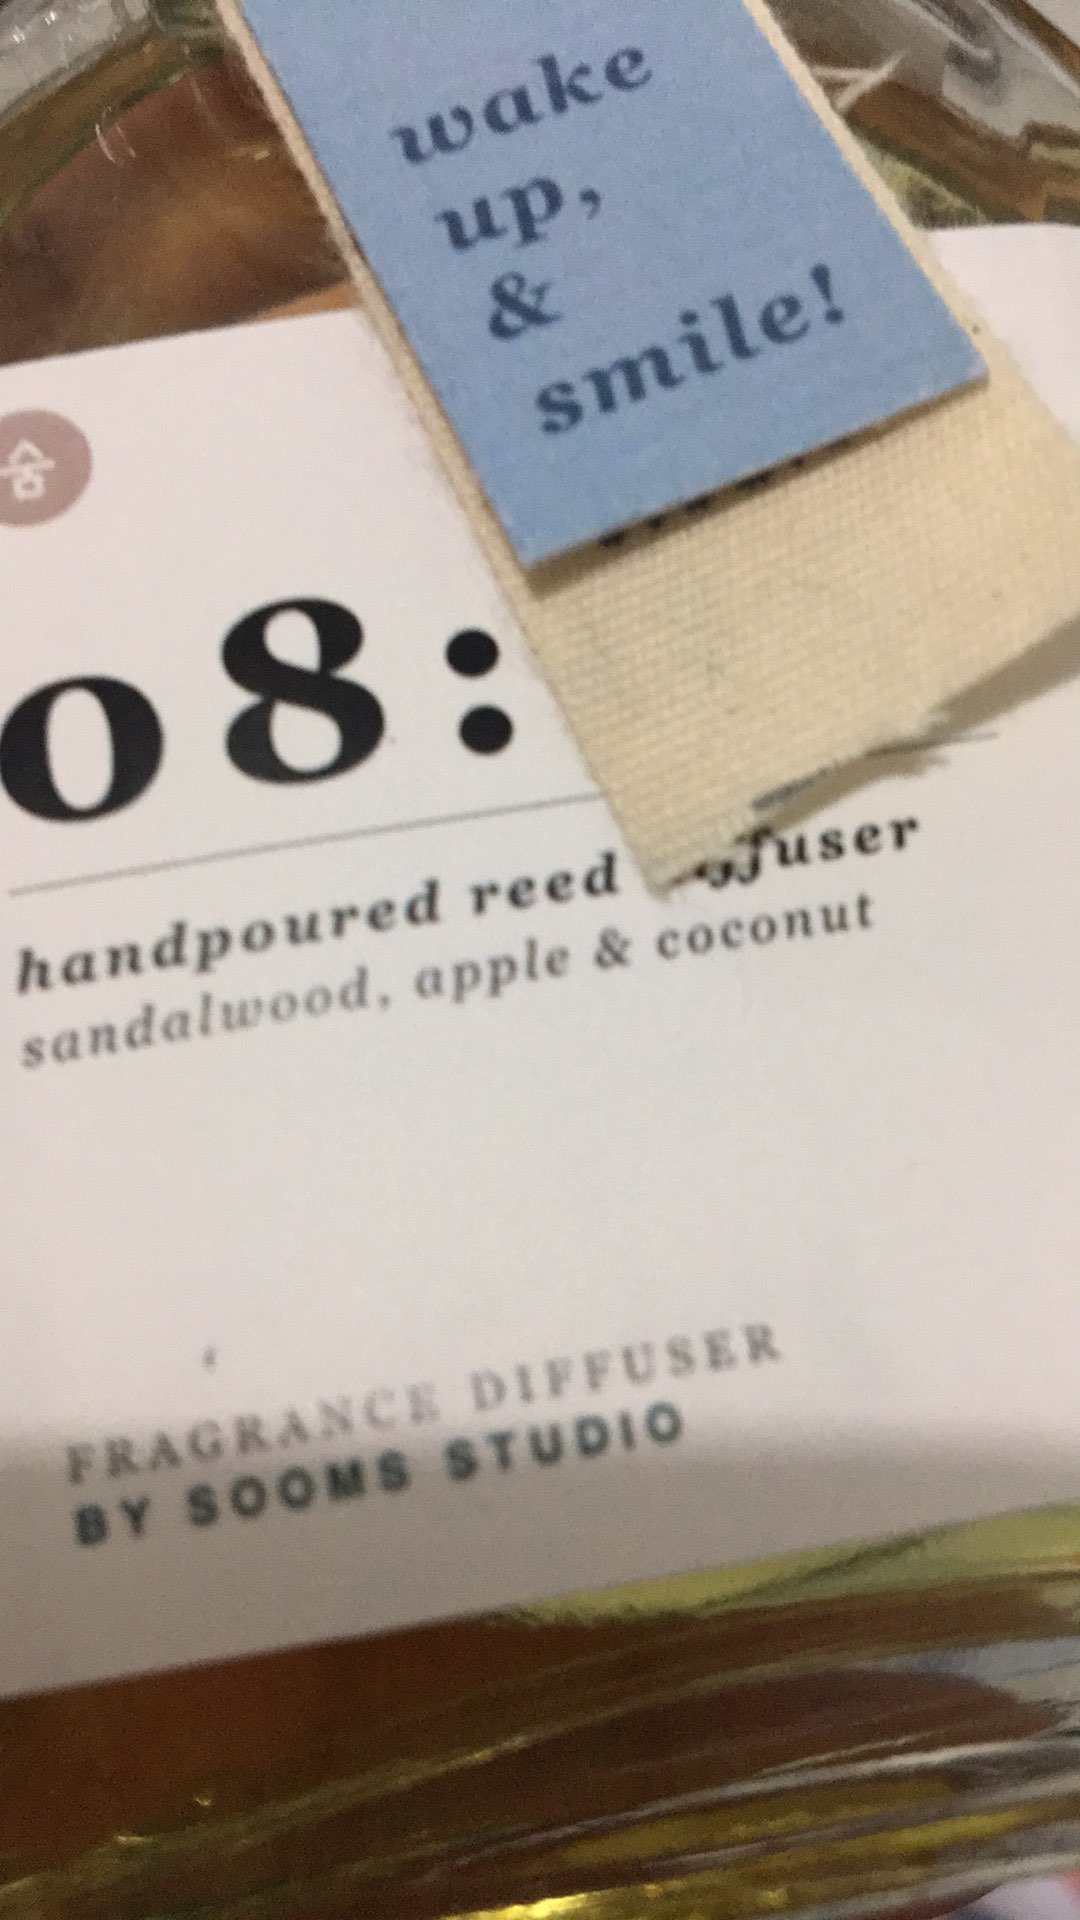 wake
up,
&
smile!
숨
08:
handpoured reed
sandalwood, apple & coconut
FRAGRANCE DIFFUSER
BY SOOMS STUDIO